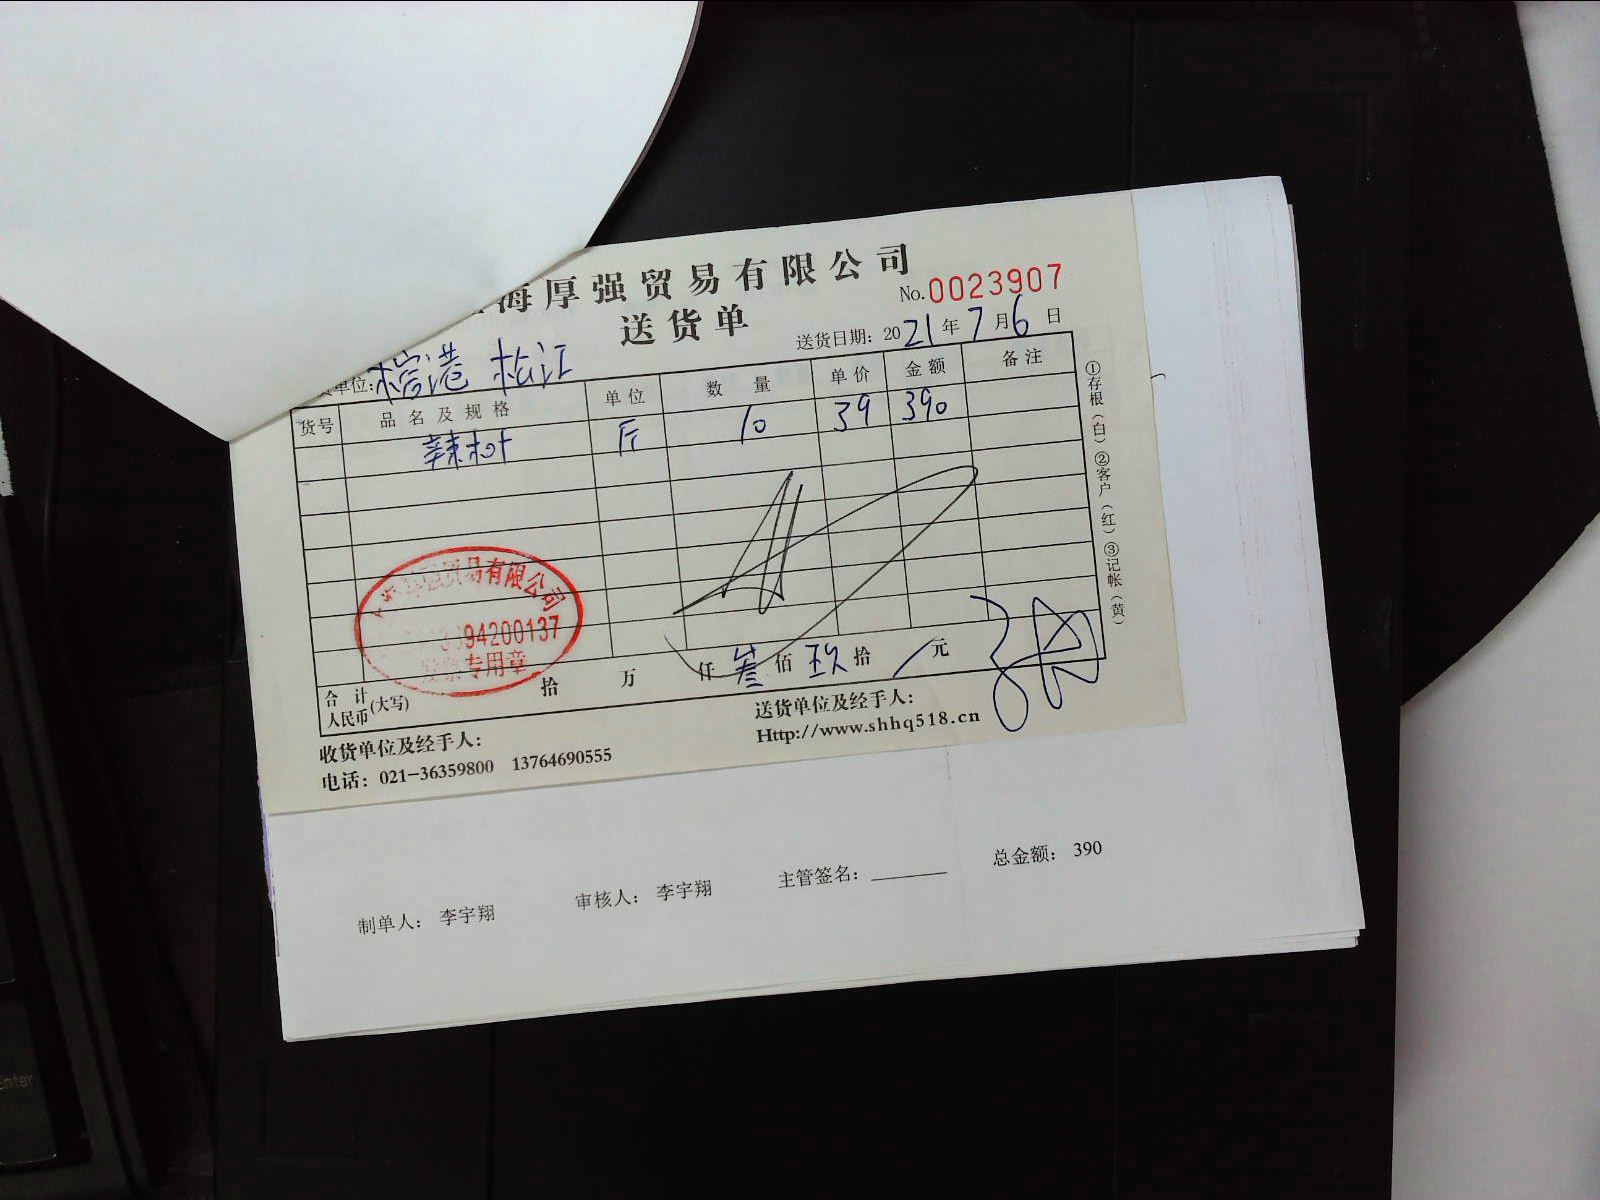 海厚强贸易有限公司
No.0023907
送货单
送货日期：2021年7月6日
单位：榕港 松江
货号 品名及规格 单位 数量 单价 金额 备注
辣树 斤 10 39 390
①存根（白）②客户（红）③记帐（黄）
贸易有限公司
94200137
发票专用章
合计人民币(大写) 拾 万 仟 叁 佰 玖 拾 / 元
收货单位及经手人：
送货单位及经手人：
电话：021-36359800 13764690555
Http://www.shhq518.cn
制单人： 李宇翔 审核人： 李宇翔 主管签名： 总金额： 390
Enter